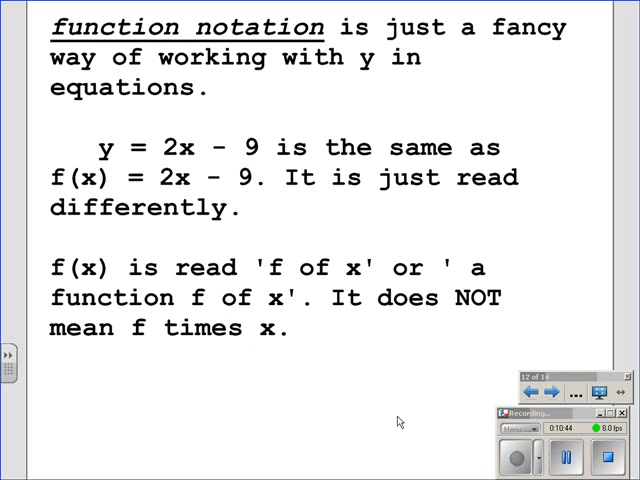 function notation is just a fancy
way of working with y in
equations.
y = 2x - 9 is the same as
f(x) = 2x - 9. It is just read
differently.
f(x) is read 'f of x' or ' a
function f of x'. It does NOT
mean f times x.
12 of 14
...
Recording...
Menu
0:10:44
8.0 fps